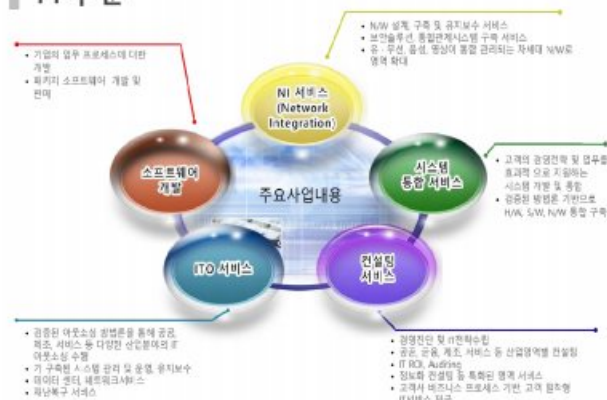 • N/W 설계, 구축 및 유지보수 서비스
• 보안솔루션, 통합관제시스템 구축 서비스
• 유·무선, 음성, 영상이 통합 관리되는 차세대 N/W로
영역 확대
• 기업의 업무 프로세스에 대한
개발
• 패키지 소프트웨어 개발 및
판매
NI 서비스
(Network
Integration)
소프트웨어
개발
시스템
통합 서비스
주요사업내용
• 고객의 경영전략 및 업무를
효과적 으로 지원하는
시스템 개발 및 통합
• 검증된 방법론 기반으로
H/W, S/W, N/W 통합 구축
ITO 서비스
컨설팅
서비스
• 검증된 아웃소싱 방법론을 통해 공공,
제조, 서비스 등 다양한 산업분야의 IT
아웃소싱 수행
• 기 구축된 시스템 관리 및 운영, 유지보수
• 데이터 센터, 네트워크서비스
• 재난복구 서비스
• 경영진단 및 IT전략수립
• 공공, 금융, 제조, 서비스 등 산업영역별 컨설팅
• IT ROI, Auditing
• 정보화 컨설팅 등 특화된 영역 서비스
• 고객사 비즈니스 프로세스 기반 고객 원칙형